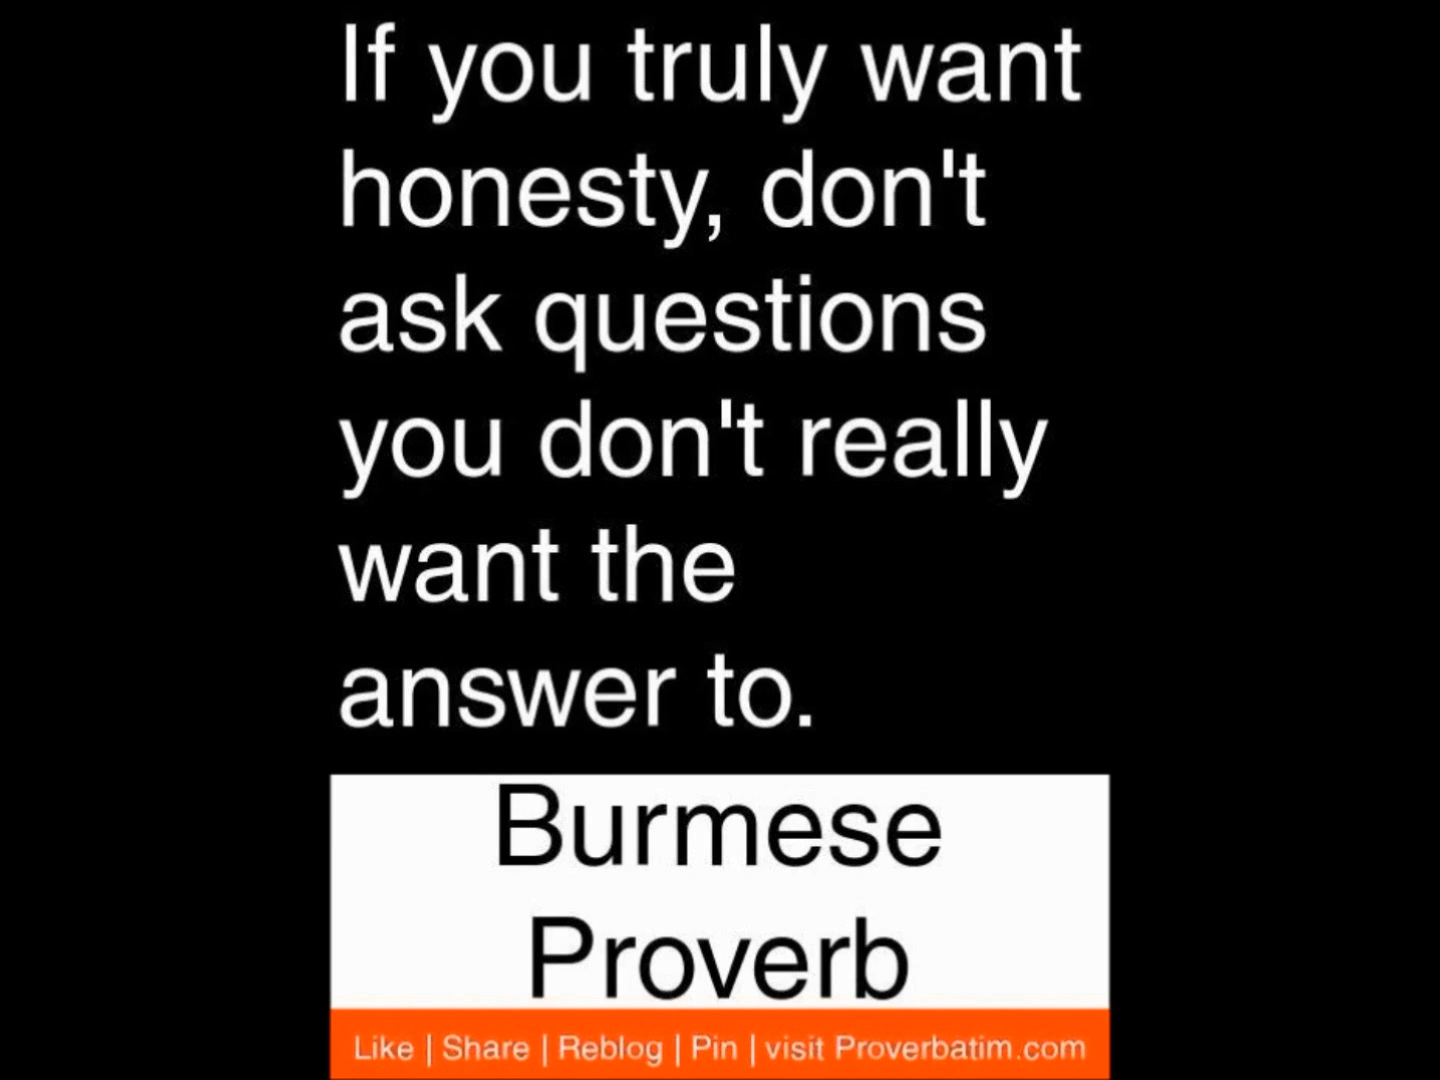 If you truly want
honesty, don't
ask questions
you don't really
want the
answer to.
Burmese
Proverb
Like | Share | Reblog | Pin | visit Proverbatim.com